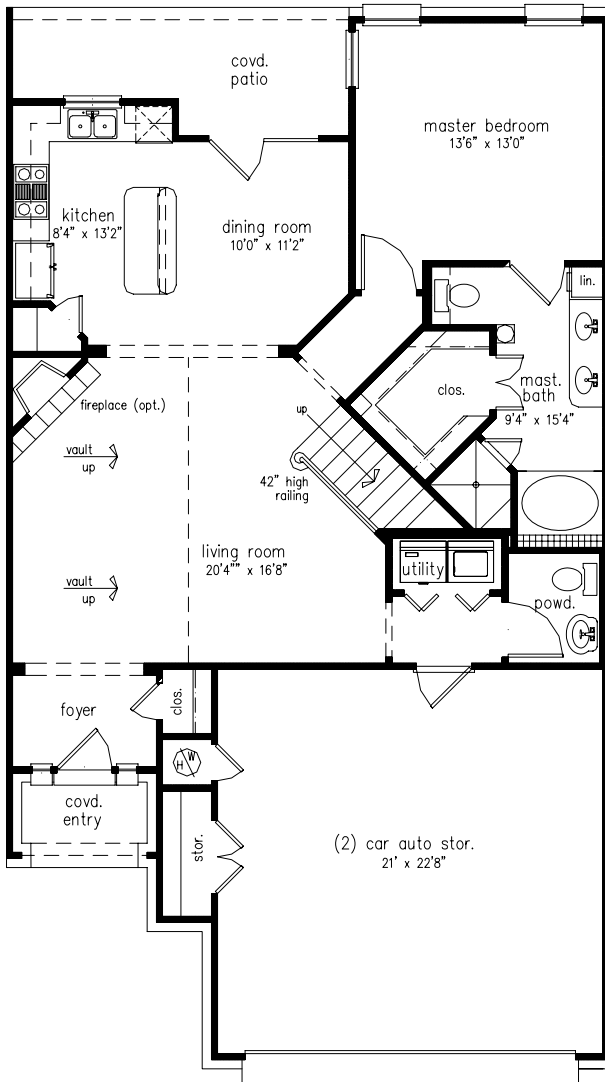 covd.
patio
master bedroom
13'6" x 13'0"
kitchen
8'4" x 13'2"
dining room
10'0" x 11'2"
lin.
fireplace (opt.)
up
clos.
mast.
bath
9'4" x 15'4"
vault
up
42" high
railing
living room
20'4"" x 16'8"
utility
vault
up
powd.
foyer
clos.
H W
covd.
entry
stor.
(2) car auto stor.
21' x 22'8"